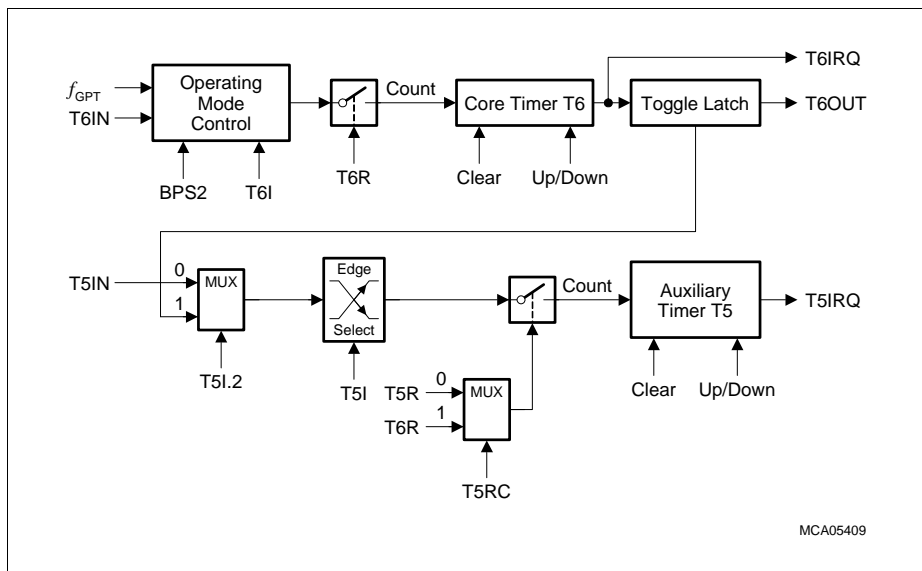 T6IRQ
Operating
Mode
Control
fGPT
T6IN
Count
Core Timer T6
Toggle Latch
T6OUT
BPS2
T6I
T6R
Clear
Up/Down
T5IN
0
1
MUX
Edge
Select
Count
Auxiliary
Timer T5
T5IRQ
T5I.2
T5I
T5R
0
T6R
1
MUX
Clear
Up/Down
T5RC
MCA05409